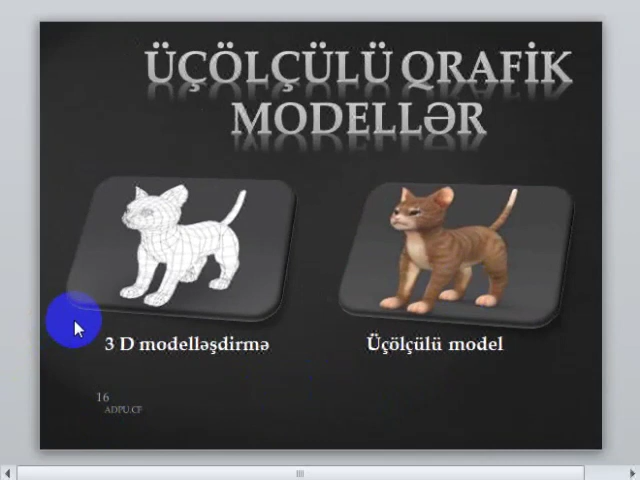 ÜÇÖLÇÜLÜ QRAFİK
MODELLƏR
3 D modelləşdirmə
Üçölçülü model
16
ADPU.CF